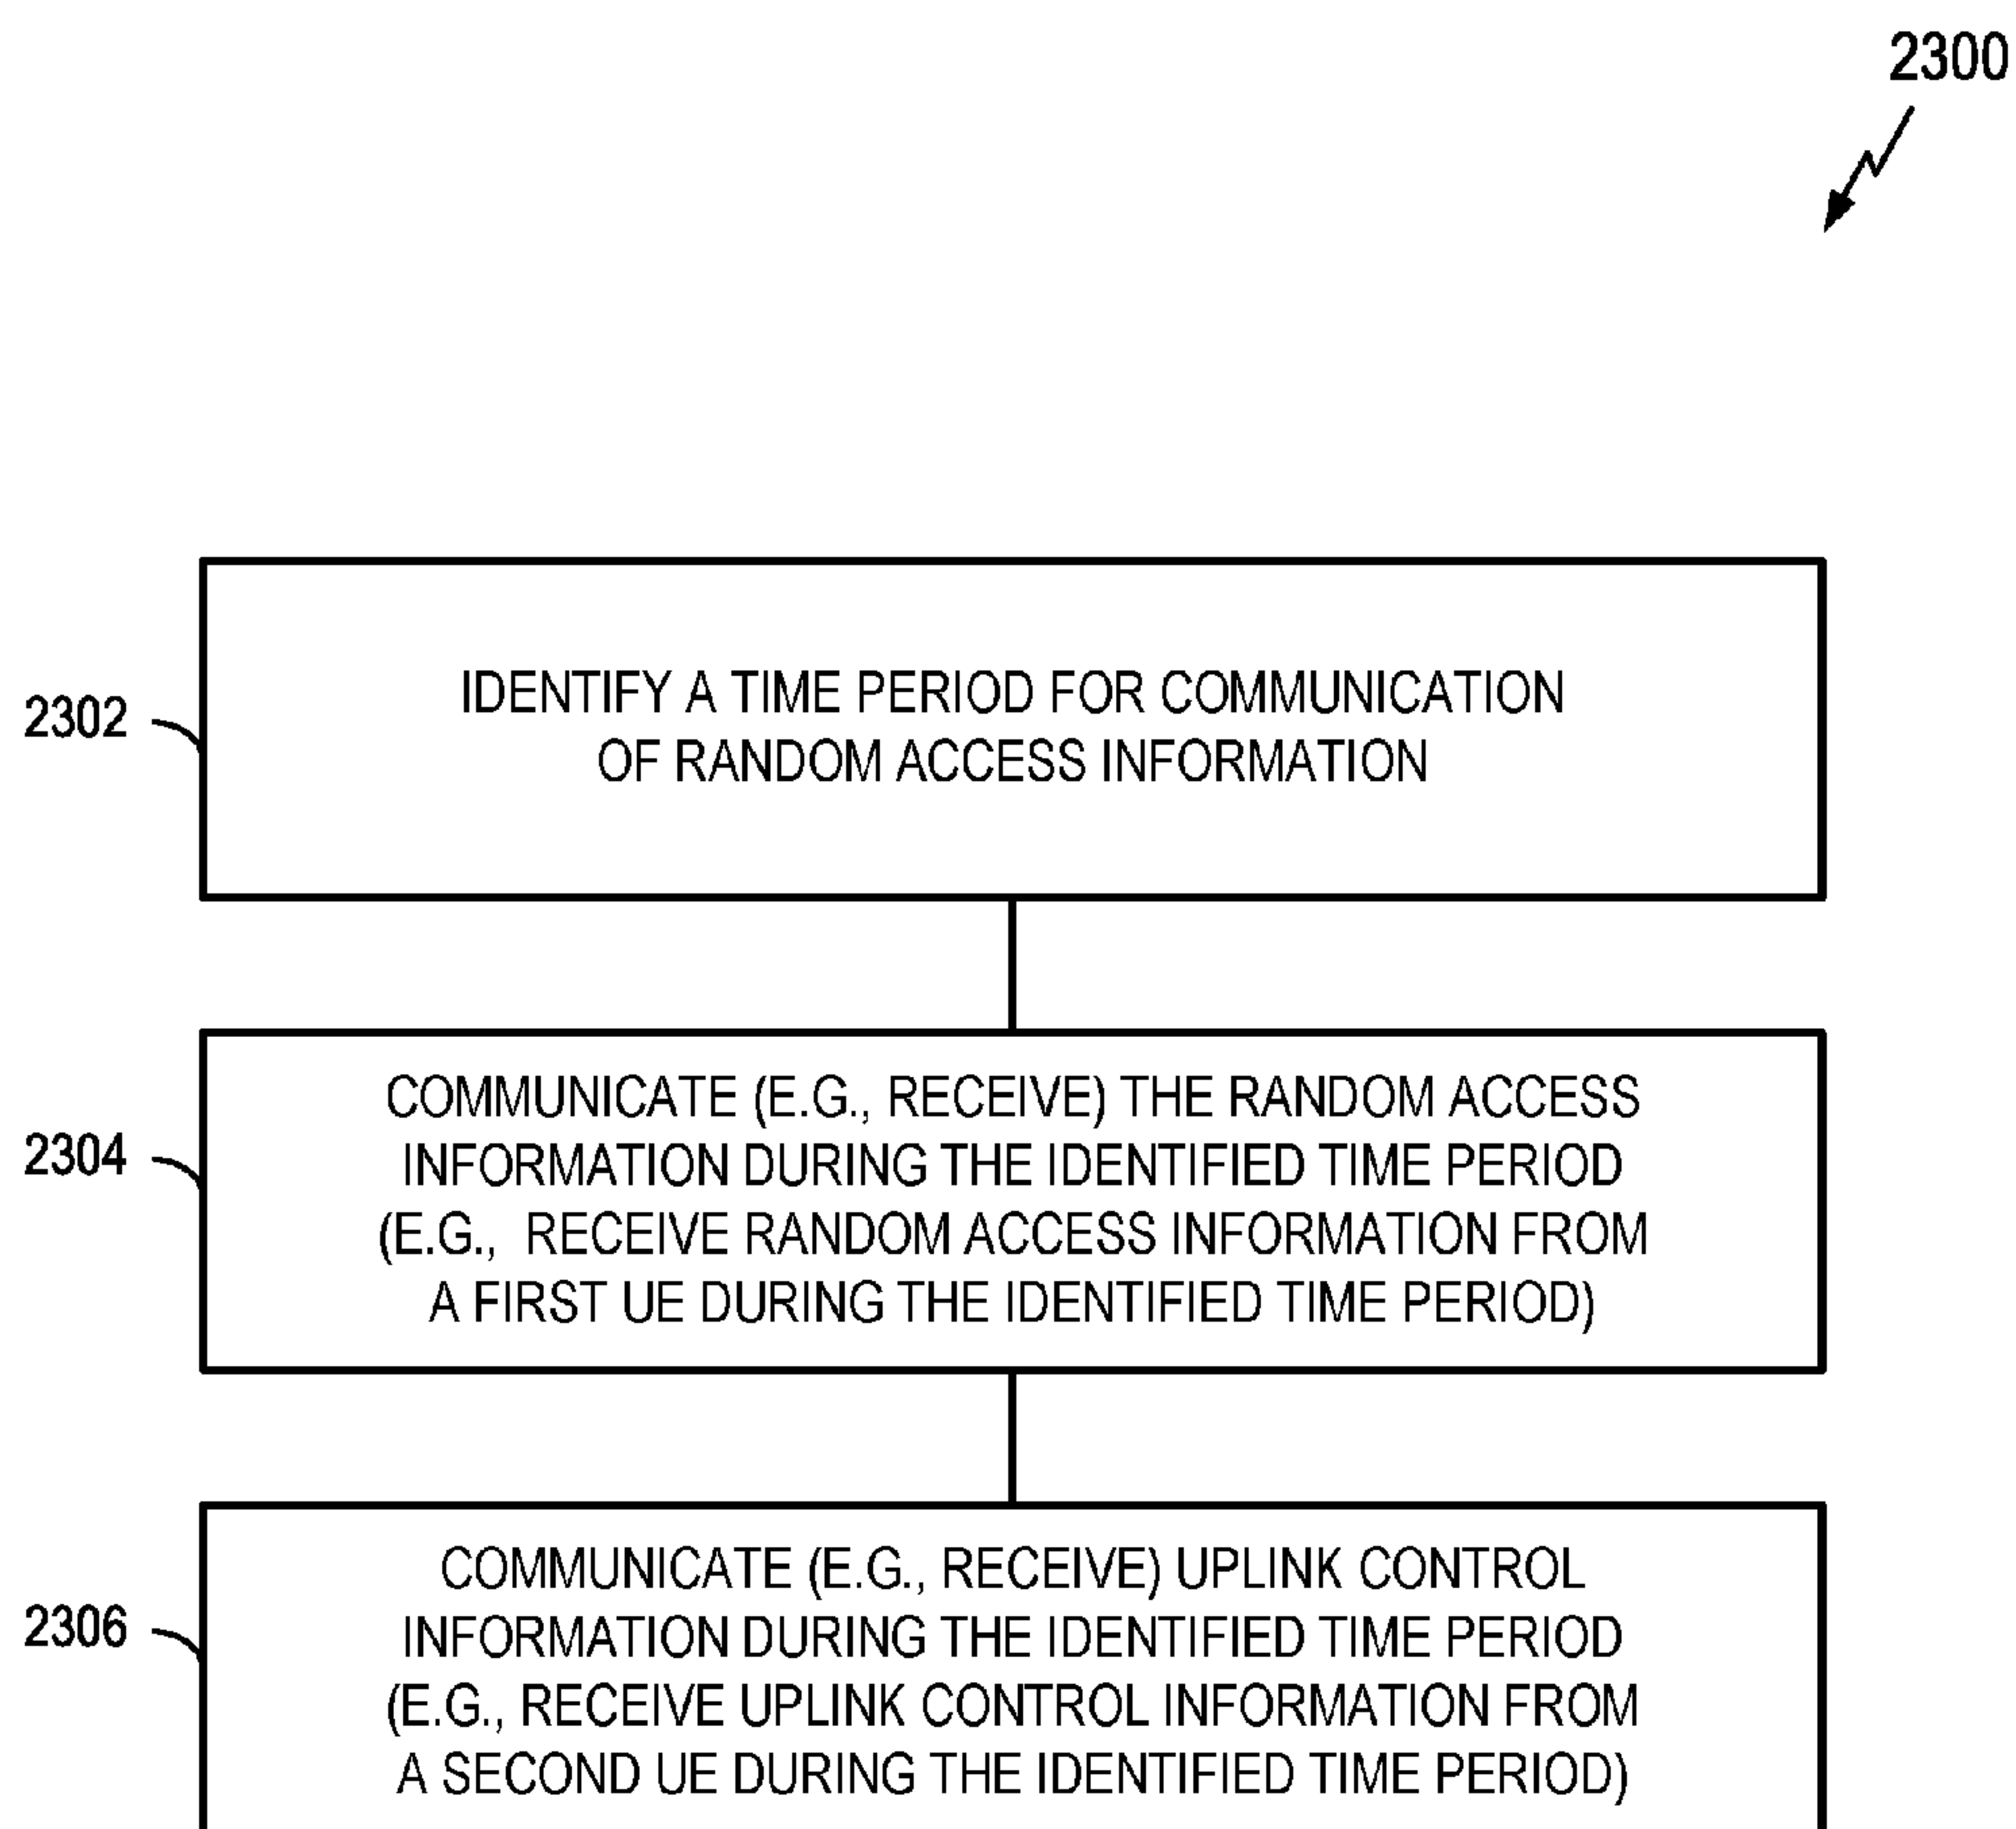 2300
2302
IDENTIFY A TIME PERIOD FOR COMMUNICATION
OF RANDOM ACCESS INFORMATION
2304
COMMUNICATE (E.G., RECEIVE) THE RANDOM ACCESS
INFORMATION DURING THE IDENTIFIED TIME PERIOD
(E.G., RECEIVE RANDOM ACCESS INFORMATION FROM
A FIRST UE DURING THE IDENTIFIED TIME PERIOD)
2306
COMMUNICATE (E.G., RECEIVE) UPLINK CONTROL
INFORMATION DURING THE IDENTIFIED TIME PERIOD
(E.G., RECEIVE UPLINK CONTROL INFORMATION FROM
A SECOND UE DURING THE IDENTIFIED TIME PERIOD)